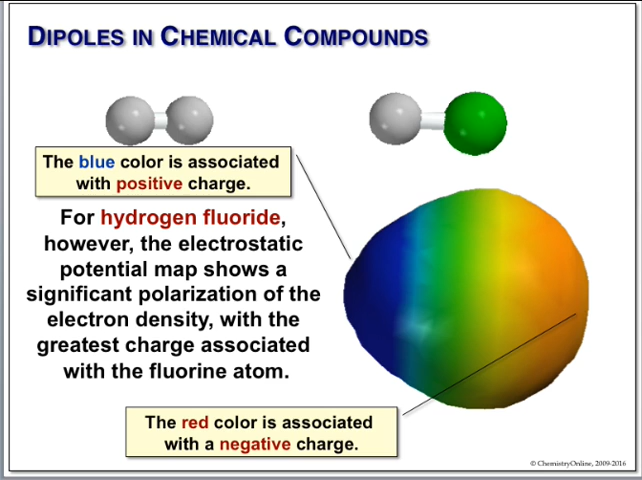 DIPOLES IN CHEMICAL COMPOUNDS
The blue color is associated
with positive charge.
For hydrogen fluoride,
however, the electrostatic
potential map shows a
significant polarization of the
electron density, with the
greatest charge associated
with the fluorine atom.
The red color is associated
with a negative charge.
© ChemistryOnline, 2009-2016